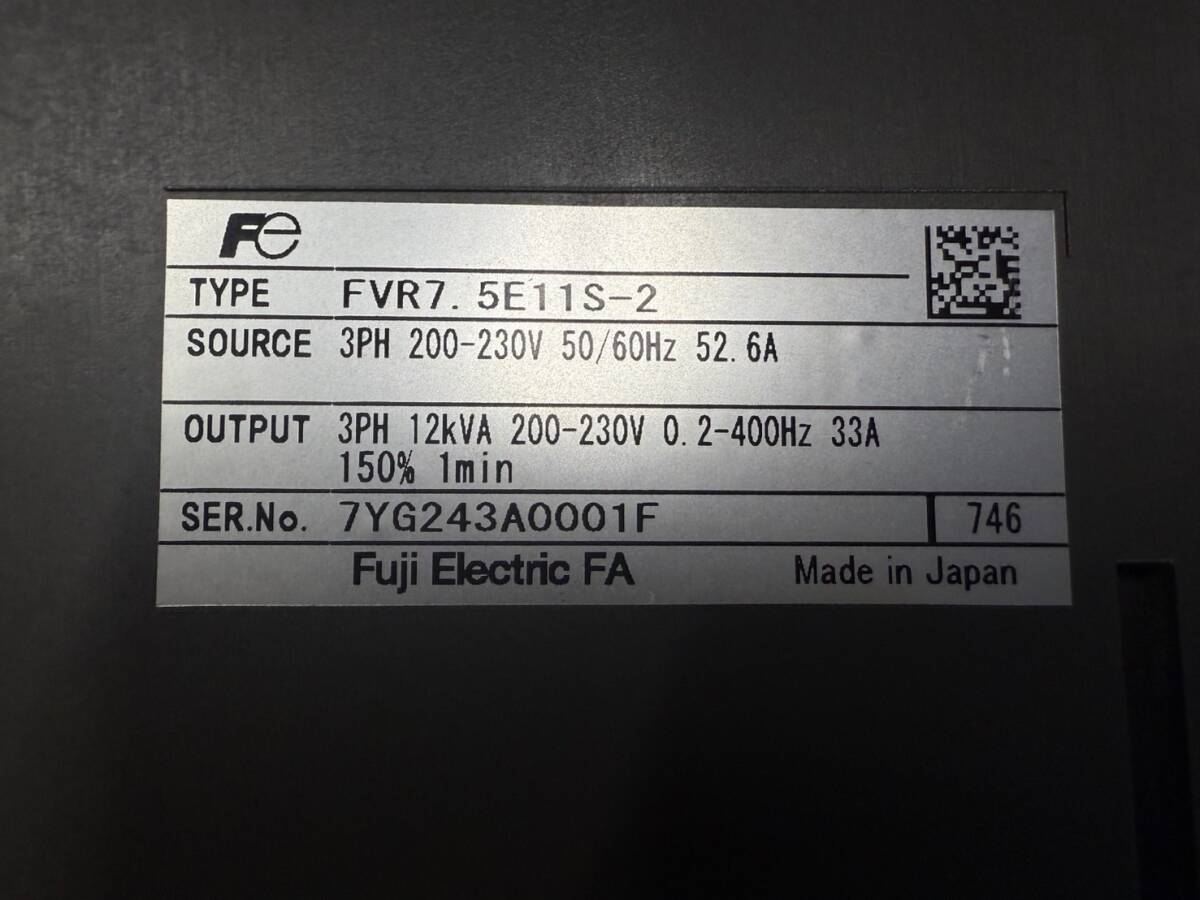 Fe
TYPE FVR7.5E11S-2
SOURCE 3PH 200-230V 50/60Hz 52.6A
OUTPUT 3PH 12kVA 200-230V 0.2-400Hz 33A
150% 1min
SER.No. 7YG243A0001F 746
Fuji Electric FA Made in Japan